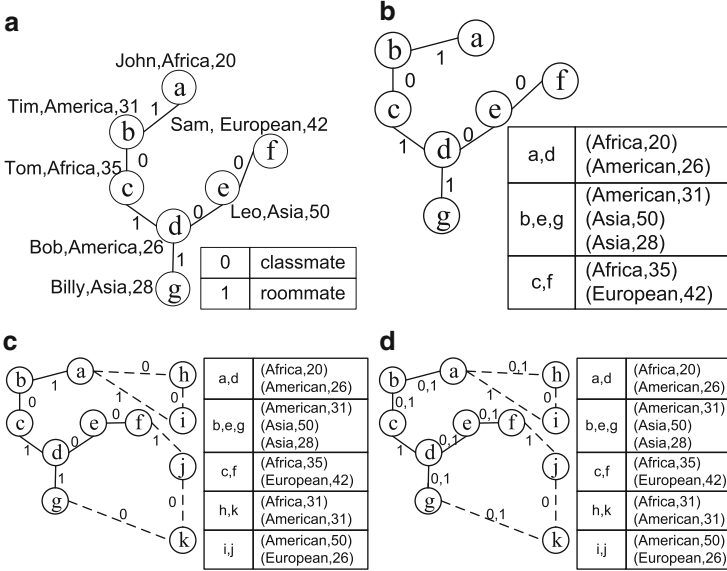 a
John,Africa,20
a
Tim,America,31
1
b
Sam, European,42
0
0
f
Tom,Africa,35
c
e
1
0
Leo,Asia,50
d
Bob,America,26
1
Billy,Asia,28
g
0 classmate
1 roommate
b
b
a
1
0
0
f
c
e
1
0
d
1
g
a,d
(Africa,20)
(American,26)
b,e,g
(American,31)
(Asia,50)
(Asia,28)
c,f
(Africa,35)
(European,42)
c
b
a
0
h
1
0
1
0
i
c
e
0
f
1
0
d
j
1
g
0
0
k
a,d
(Africa,20)
(American,26)
b,e,g
(American,31)
(Asia,50)
(Asia,28)
c,f
(Africa,35)
(European,42)
h,k
(Africa,31)
(American,31)
i,j
(American,50)
(European,26)
d
b
a
0,1
h
0,1
0,1
1
0
i
c
e
0,1
f
1
0,1
1
d
j
0,1
g
0
0,1
k
a,d
(Africa,20)
(American,26)
b,e,g
(American,31)
(Asia,50)
(Asia,28)
c,f
(Africa,35)
(European,42)
h,k
(Africa,31)
(American,31)
i,j
(American,50)
(European,26)